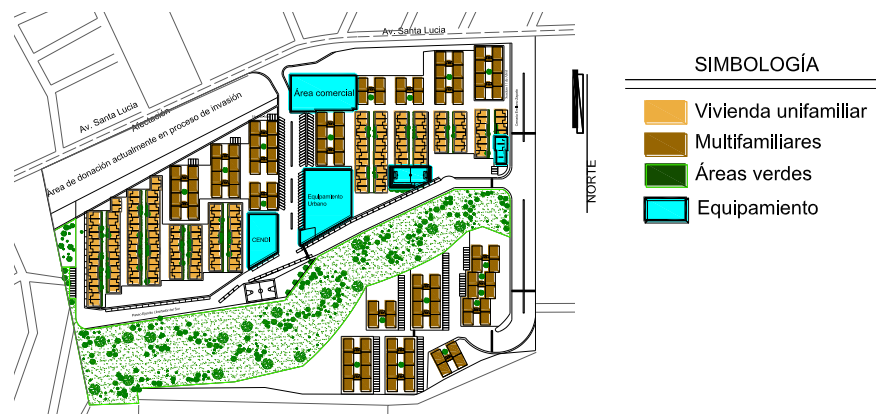 Av. Santa Lucia
Av. Santa Lucia
Afectación
Área de donación actualmente en proceso de invasión
Área comercial
Equipamiento
Urbano
CENDI
NORTE
SIMBOLOGÍA
Vivienda unifamiliar
Multifamiliares
Áreas verdes
Equipamiento